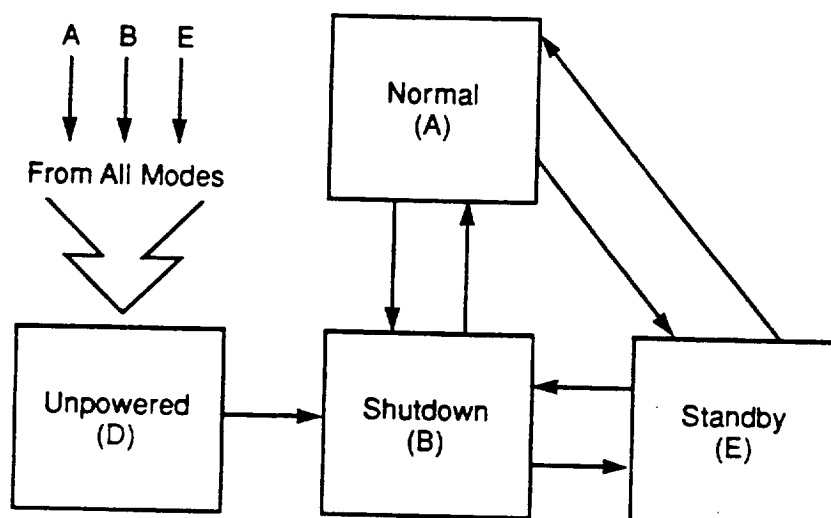 A B E
From All Modes
Normal
(A)
Unpowered
(D)
Shutdown
(B)
Standby
(E)